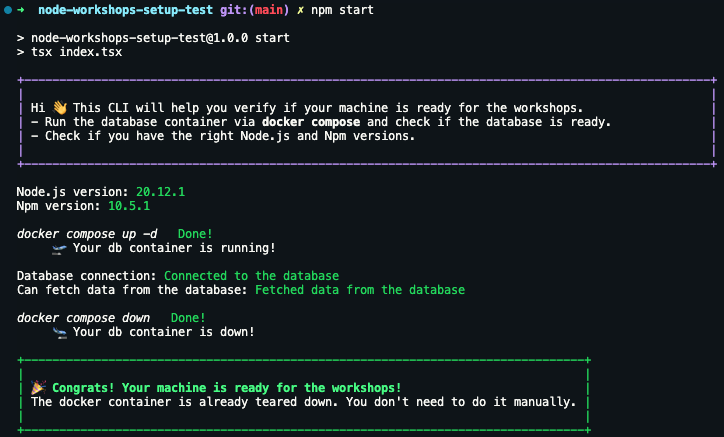 ➜ node-workshops-setup-test git:(main) ✗ npm start
> node-workshops-setup-test@1.0.0 start
> tsx index.tsx
Hi 👋 This CLI will help you verify if your machine is ready for the workshops.
- Run the database container via docker compose and check if the database is ready.
- Check if you have the right Node.js and Npm versions.
Node.js version: 20.12.1
Npm version: 10.5.1
docker compose up -d Done!
🛫 Your db container is running!
Database connection: Connected to the database
Can fetch data from the database: Fetched data from the database
docker compose down Done!
🛬 Your db container is down!
🎉 Congrats! Your machine is ready for the workshops!
The docker container is already teared down. You don't need to do it manually.